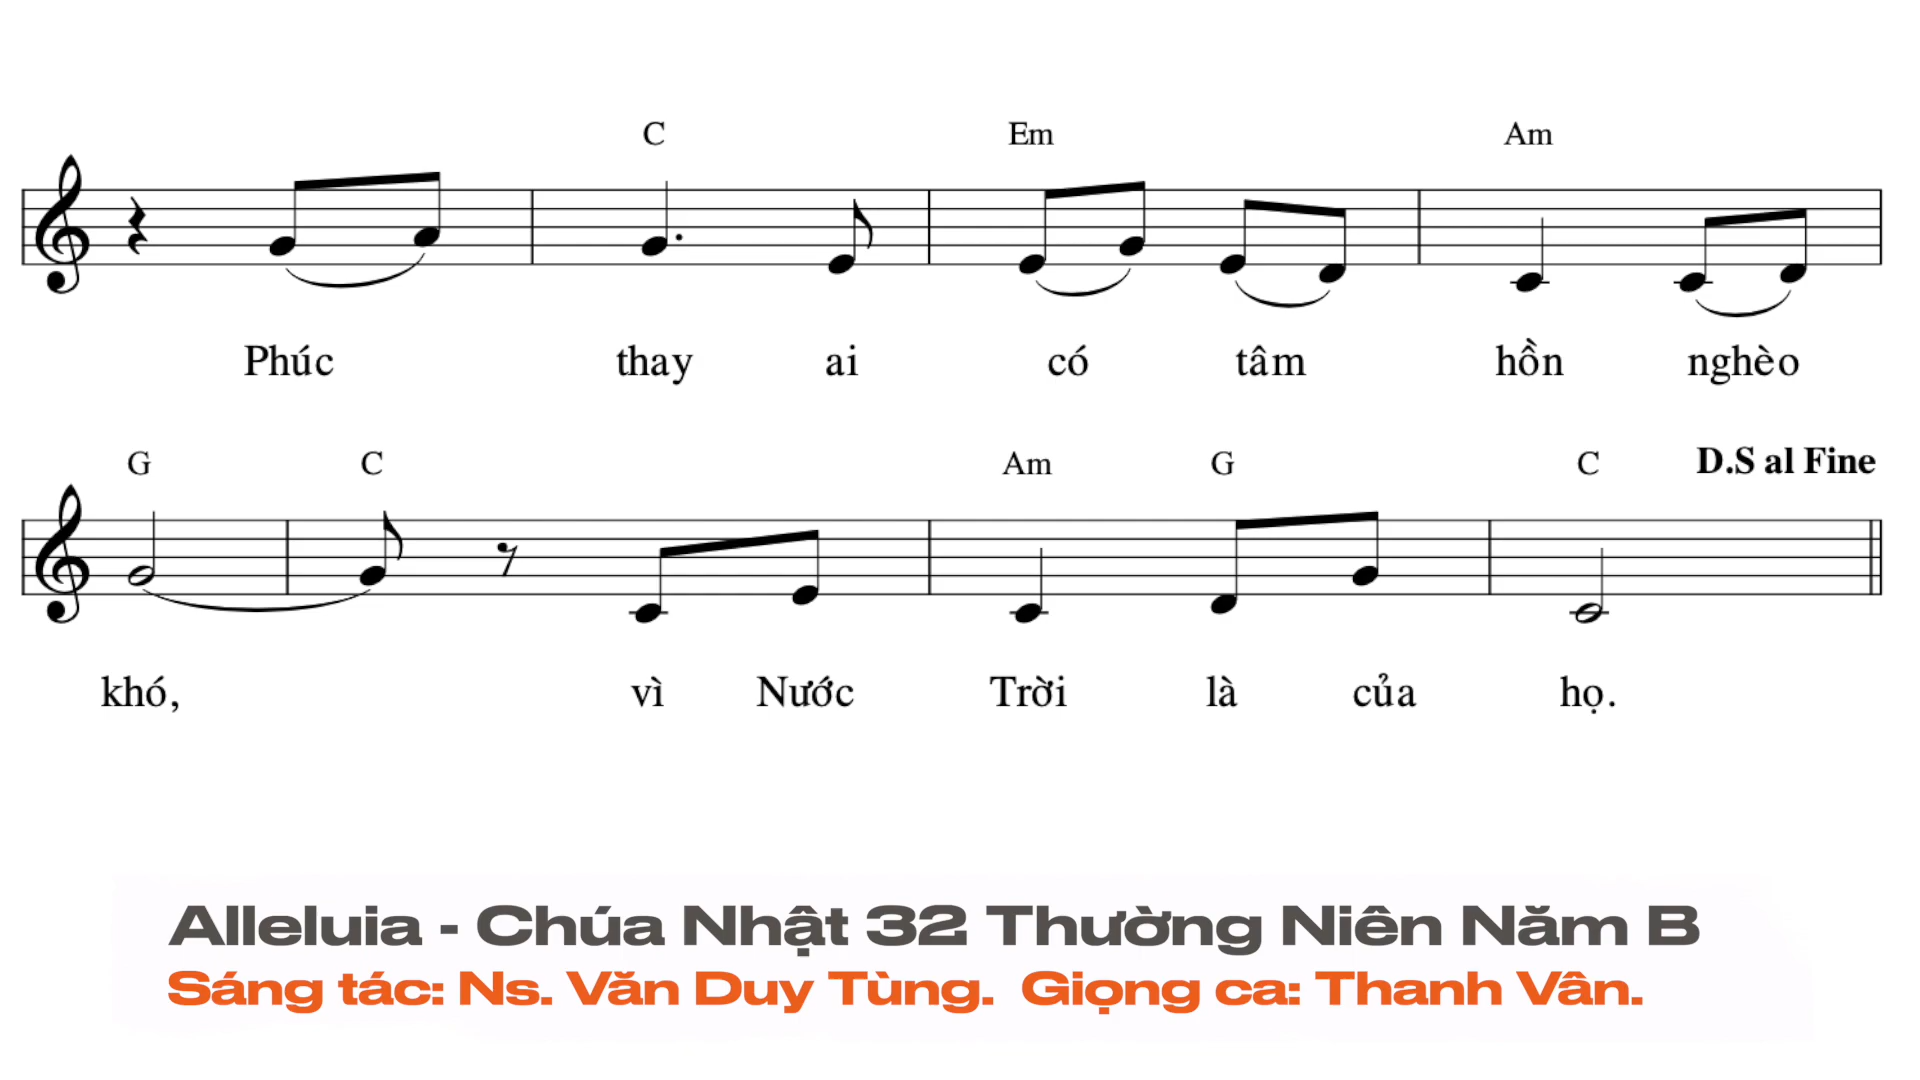 C Em Am
Phúc thay ai có tâm hồn nghèo
G C Am G C D.S al Fine
khó, vì Nước Trời là của họ.
Alleluia - Chúa Nhật 32 Thường Niên Năm B
Sáng tác: Ns. Văn Duy Tùng. Giọng ca: Thanh Vân.